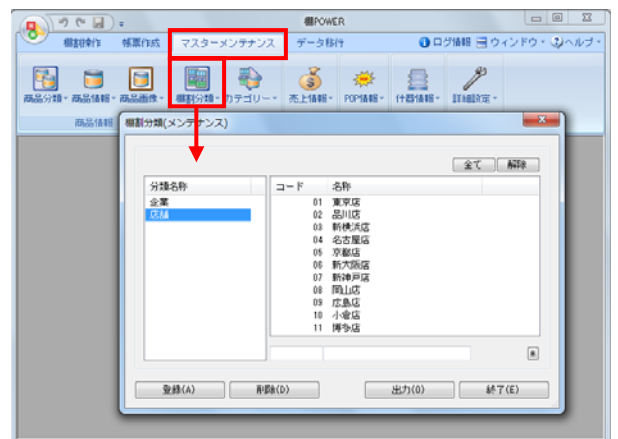 棚POWER
棚割操作 帳票作成 マスターメンテナンス データ移行 ログ情報 ウィンドウ ヘルプ
商品分類 商品情報 商品画像 棚割分類 カテゴリー 売上情報 POP情報 什器情報 詳細設定
商品情報
棚割分類(メンテナンス)
全て 解除
分類名称 コード 名称
企業
店舗
01 東京店
02 品川店
03 新横浜店
04 名古屋店
05 京都店
06 新大阪店
07 新神戸店
08 岡山店
09 広島店
10 小倉店
11 博多店
登録(A) 削除(D) 出力(O) 終了(E)